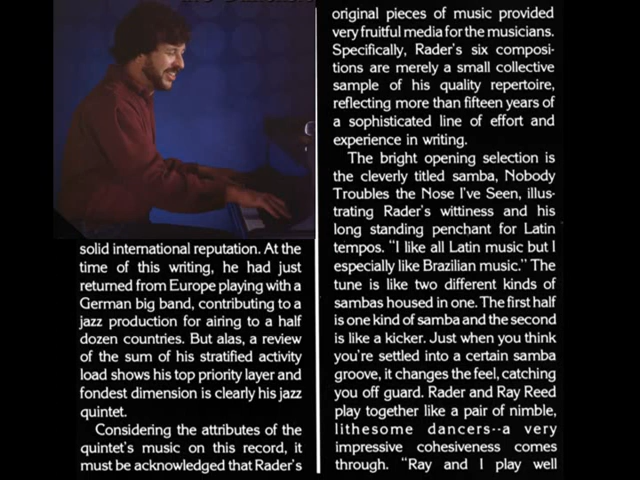 solid international reputation. At the
time of this writing, he had just
returned from Europe playing with a
German big band, contributing to a
jazz production for airing to a half
dozen countries. But alas, a review
of the sum of his stratified activity
load shows his top priority layer and
fondest dimension is clearly his jazz
quintet.
Considering the attributes of the
quintet's music on this record, it
must be acknowledged that Rader's
original pieces of music provided
very fruitful media for the musicians.
Specifically, Rader's six composi-
tions are merely a small collective
sample of his quality repertoire,
reflecting more than fifteen years of
a sophisticated line of effort and
experience in writing.
The bright opening selection is
the cleverly titled samba, Nobody
Troubles the Nose I've Seen, illus-
trating Rader's wittiness and his
long standing penchant for Latin
tempos. "I like all Latin music but I
especially like Brazilian music." The
tune is like two different kinds of
sambas housed in one. The first half
is one kind of samba and the second
is like a kicker. Just when you think
you're settled into a certain samba
groove, it changes the feel, catching
you off guard. Rader and Ray Reed
play together like a pair of nimble,
lithesome dancers--a very
impressive cohesiveness comes
through. "Ray and I play well